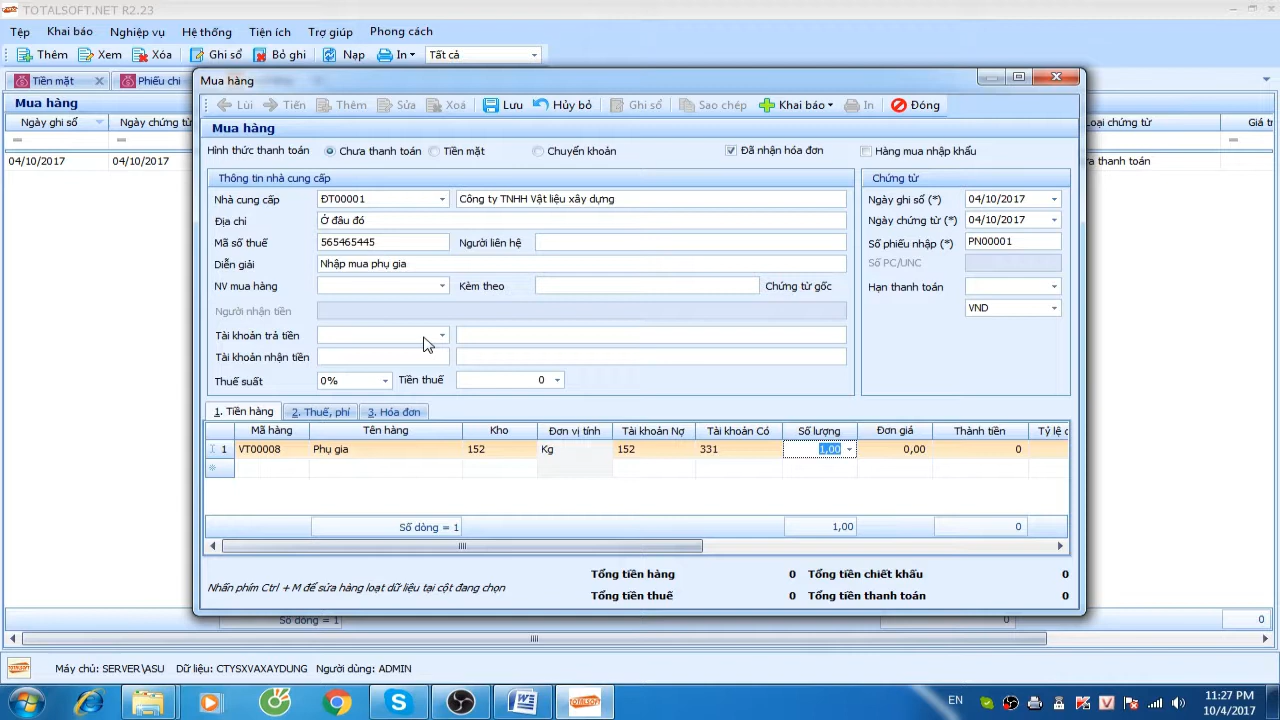 TOTALSOFT.NET R2.23
Tệp Khai báo Nghiệp vụ Hệ thống Tiện ích Trợ giúp Phong cách
Thêm Xem Xóa Ghi sổ Bỏ ghi Nạp In Tất cả
Tiền mặt Phiếu chi
Mua hàng
Ngày ghi sổ Ngày chứng từ
04/10/2017 04/10/2017
Mua hàng
Lùi Tiến Thêm Sửa Xoá Lưu Hủy bỏ Ghi sổ Sao chép Khai báo In Đóng
Mua hàng
Hình thức thanh toán Chưa thanh toán Tiền mặt Chuyển khoản Đã nhận hóa đơn Hàng mua nhập khẩu
Thông tin nhà cung cấp
Nhà cung cấp ĐT00001 Công ty TNHH Vật liệu xây dựng
Địa chỉ Ở đâu đó
Mã số thuế 565465445 Người liên hệ
Diễn giải Nhập mua phụ gia
NV mua hàng Kèm theo Chứng từ gốc
Người nhận tiền
Tài khoản trả tiền
Tài khoản nhận tiền
Thuế suất 0% Tiền thuế 0
Chứng từ
Ngày ghi sổ (*) 04/10/2017
Ngày chứng từ (*) 04/10/2017
Số phiếu nhập (*) PN00001
Số PC/UNC
Hạn thanh toán
VND
1. Tiền hàng 2. Thuế, phí 3. Hóa đơn
Mã hàng Tên hàng Kho Đơn vị tính Tài khoản Nợ Tài khoản Có Số lượng Đơn giá Thành tiền Tỷ lệ
1 VT00008 Phụ gia 152 Kg 152 331 1,00 0,00 0
Số dòng = 1 1,00 0
Nhấn phím Ctrl + M để sửa hàng loạt dữ liệu tại cột đang chọn
Tổng tiền hàng 0 Tổng tiền chiết khấu 0
Tổng tiền thuế 0 Tổng tiền thanh toán 0
chứng từ Giá
thanh toán
Số dòng = 1 0 0
Máy chủ: SERVER\ASU Dữ liệu: CTYSXVAXAYDUNG Người dùng: ADMIN
EN 11:27 PM
10/4/2017